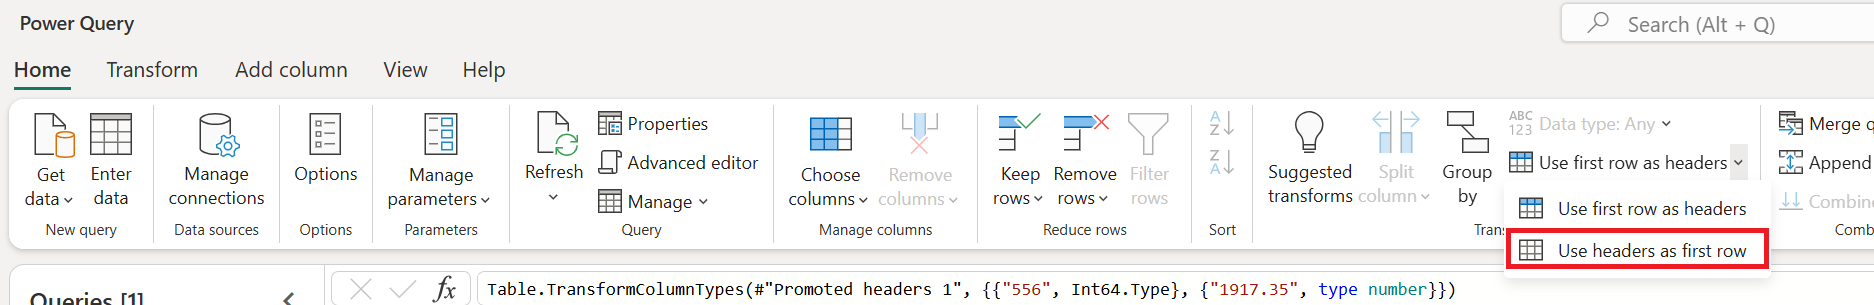 Power Query
Search (Alt + Q)
Home Transform Add column View Help
Get data
Enter data
New query
Manage connections
Data sources
Options
Options
Manage parameters
Parameters
Refresh
Properties
Advanced editor
Manage
Query
Choose columns
Remove columns
Manage columns
Keep rows
Remove rows
Filter rows
Reduce rows
A
Z
Z
A
Sort
Suggested transforms
Split column
Group by
ABC
123
Data type: Any
Use first row as headers
Use first row as headers
Use headers as first row
Merge
Append
fx
Table.TransformColumnTypes(#"Promoted headers 1", {{"556", Int64.Type}, {"1917.35", type number}})
Queries [1]